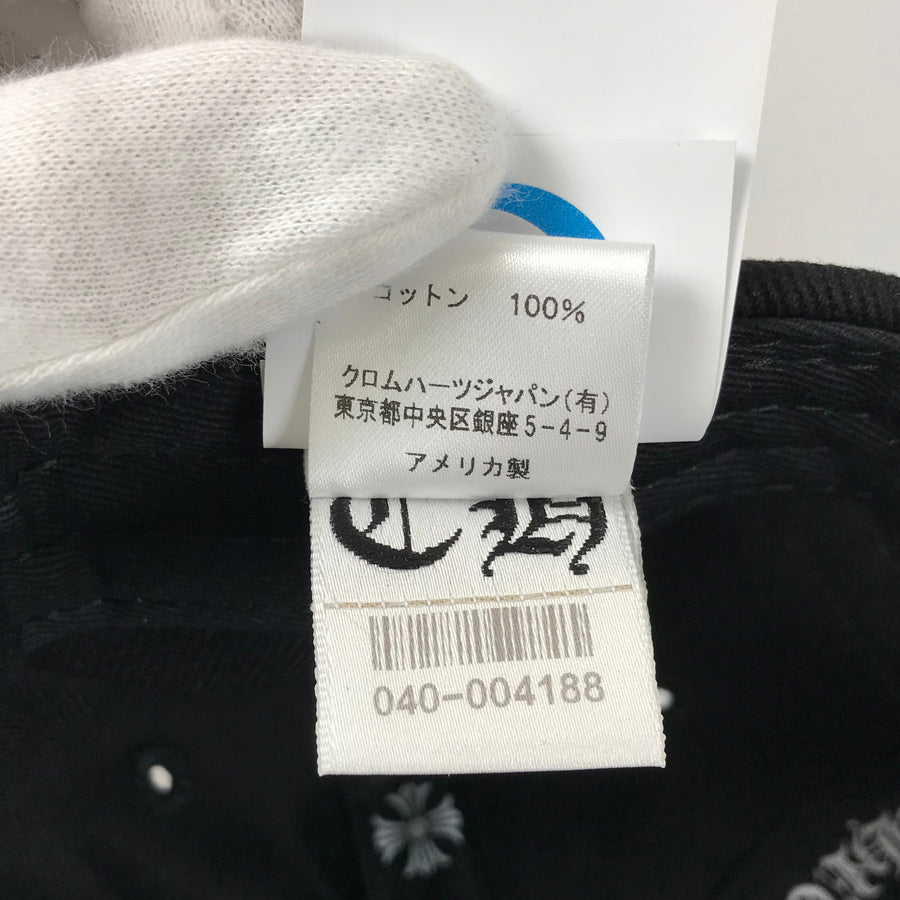 コットン 100%
クロムハーツジャパン(有)
東京都中央区銀座5-4-9
アメリカ製
CH
040-004188